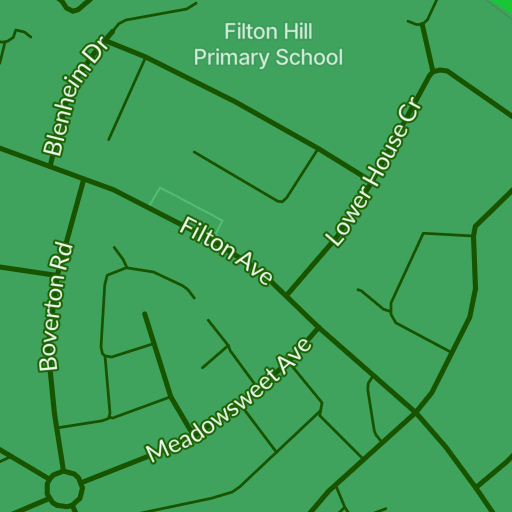 Filton Hill
Primary School
Blenheim Dr
Lower House Cr
Filton Ave
Boverton Rd
Meadowsweet Ave